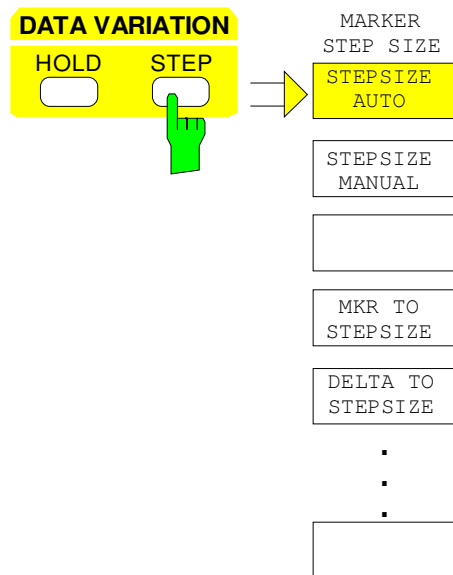 DATA VARIATION
HOLD STEP
MARKER
STEP SIZE
STEPSIZE
AUTO
STEPSIZE
MANUAL
MKR TO
STEPSIZE
DELTA TO
STEPSIZE
.
.
.